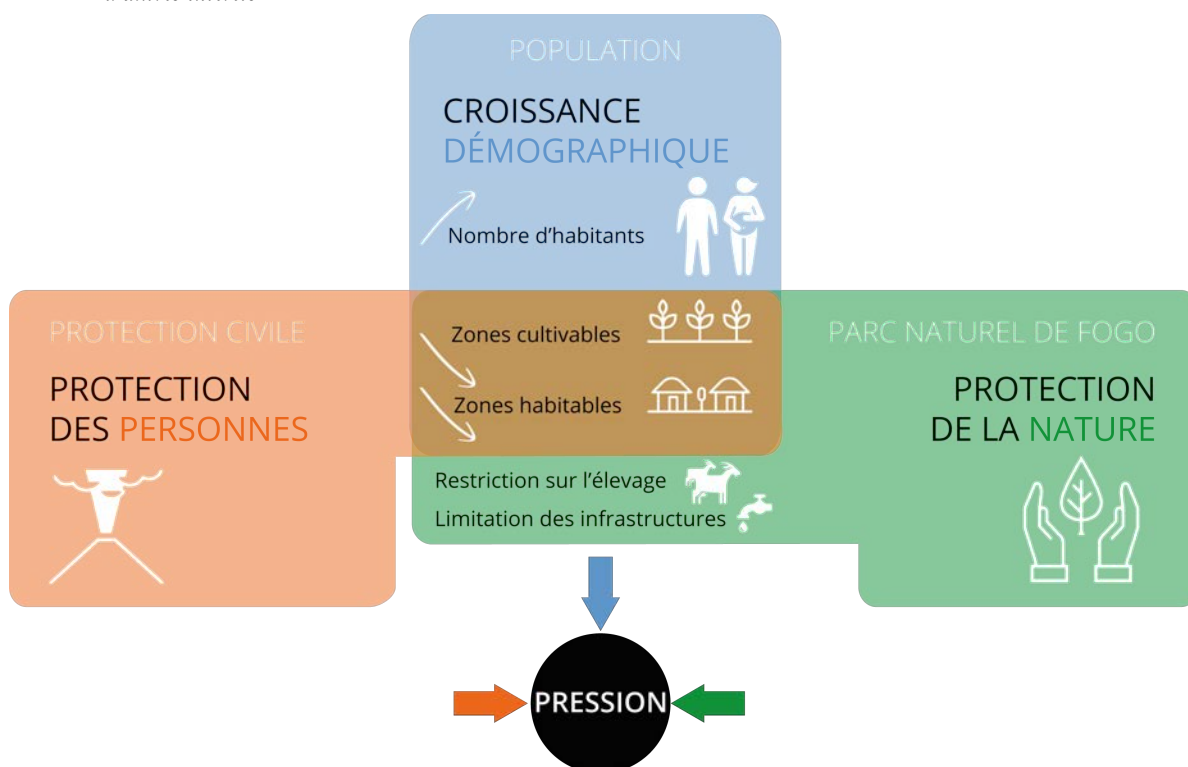 POPULATION
CROISSANCE
DÉMOGRAPHIQUE
Nombre d'habitants
PROTECTION CIVILE
PROTECTION
DES PERSONNES
Zones cultivables
Zones habitables
PARC NATUREL DE FOGO
PROTECTION
DE LA NATURE
Restriction sur l'élevage
Limitation des infrastructures
PRESSION